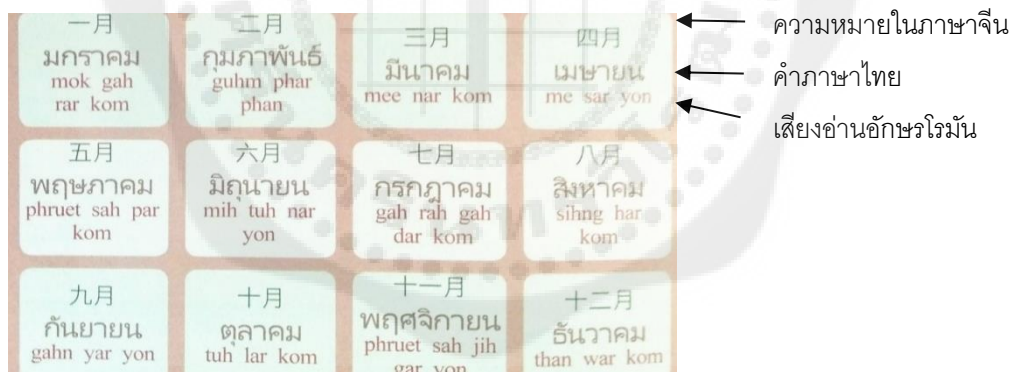 一月
มกราคม
mok gah
rar kom
二月
กุมภาพันธ์
guhm phar
phan
三月
มีนาคม
mee nar kom
四月
เมษายน
me sar yon
ความหมายในภาษาจีน
คำภาษาไทย
เสียงอ่านอักษรโรมัน
五月
พฤษภาคม
phruet sah par
kom
六月
มิถุนายน
mih tuh nar
yon
七月
กรกฎาคม
gah rah gah
dar kom
八月
สิงหาคม
sihng har
kom
九月
กันยายน
gahn yar yon
十月
ตุลาคม
tuh lar kom
十一月
พฤศจิกายน
phruet sah jih
gar yon
十二月
ธันวาคม
than war kom